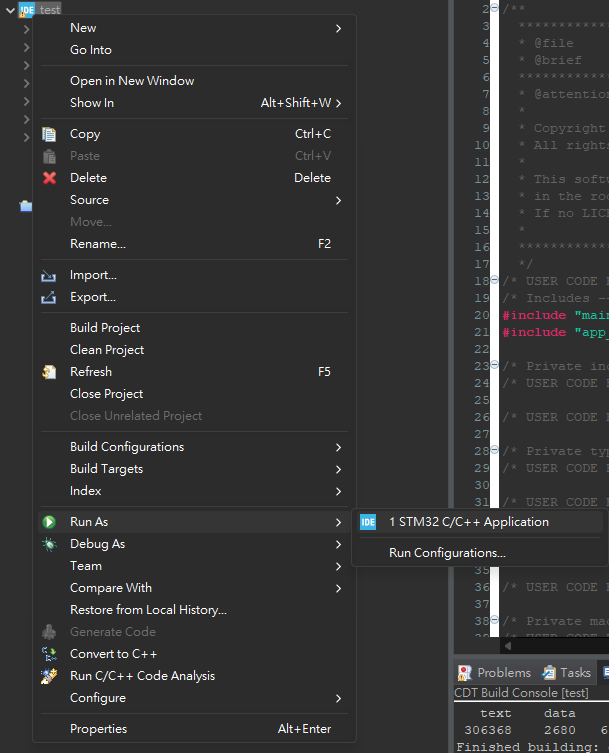 IDE test
New
Go Into
Open in New Window
Show In Alt+Shift+W
Copy Ctrl+C
Paste Ctrl+V
Delete Delete
Source
Move...
Rename... F2
Import...
Export...
Build Project
Clean Project
Refresh F5
Close Project
Close Unrelated Project
Build Configurations
Build Targets
Index
Run As
Debug As
Team
Compare With
Restore from Local History...
Generate Code
Convert to C++
Run C/C++ Code Analysis
Configure
Properties Alt+Enter
IDE 1 STM32 C/C++ Application
Run Configurations...
2 /**
3 *************
4 * @file
5 * @brief
6 *************
7 * @attention
8 *
9 * Copyright
10 * All rights
11 *
12 * This softw
13 * in the roo
14 * If no LICE
15 *
16 *************
17 */
18 /* USER CODE
19 /* Includes --
20 #include "main
21 #include "app_
22
23 /* Private inc
24 /* USER CODE
25
26 /* USER CODE
27
28 /* Private typ
29 /* USER CODE
30
31 /* USER CODE
35
36 /* USER CODE
37
38 /* Private mac
39 /* USER CODE
Problems Tasks
CDT Build Console [test]
text data
306368 2680 6
Finished building: